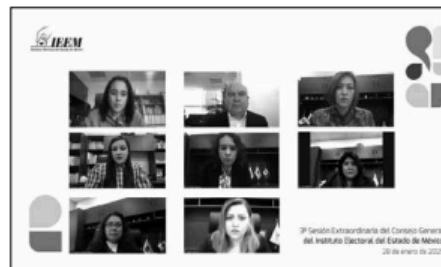 IEEM
3ª Sesión Extraordinaria del Consejo General
del Instituto Electoral del Estado de México
28 de enero de